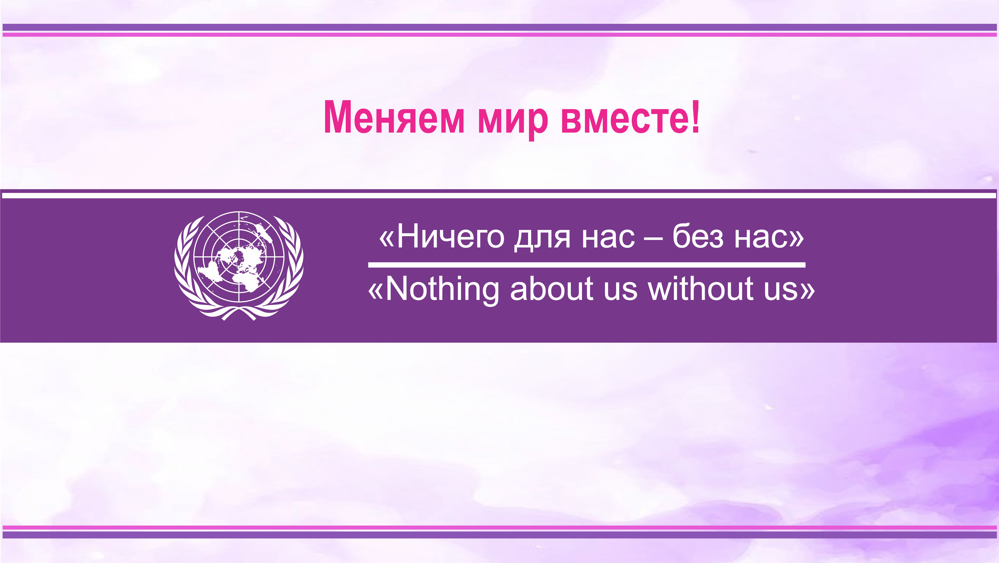 Меняем мир вместе!
«Ничего для нас – без нас»
«Nothing about us without us»